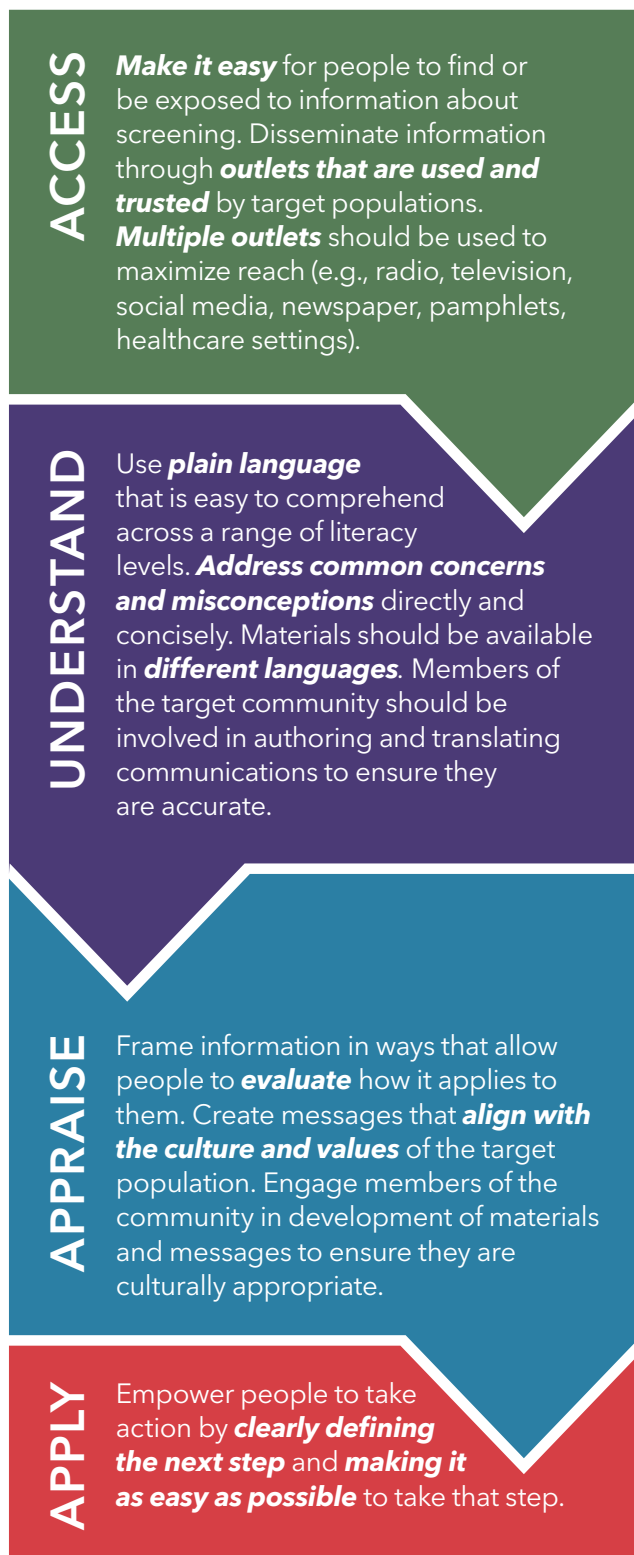 ACCESS
Make it easy for people to find or
be exposed to information about
screening. Disseminate information
through outlets that are used and
trusted by target populations.
Multiple outlets should be used to
maximize reach (e.g., radio, television,
social media, newspaper, pamphlets,
healthcare settings).
UNDERSTAND
Use plain language
that is easy to comprehend
across a range of literacy
levels. Address common concerns
and misconceptions directly and
concisely. Materials should be available
in different languages. Members of
the target community should be
involved in authoring and translating
communications to ensure they
are accurate.
APPRAISE
Frame information in ways that allow
people to evaluate how it applies to
them. Create messages that align with
the culture and values of the target
population. Engage members of the
community in development of materials
and messages to ensure they are
culturally appropriate.
APPLY
Empower people to take
action by clearly defining
the next step and making it
as easy as possible to take that step.